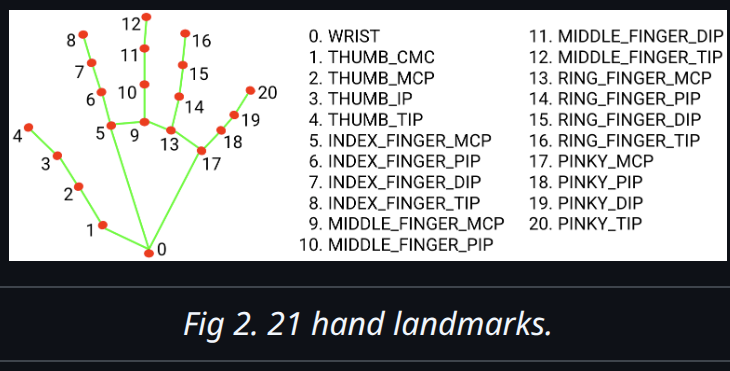 12
8
16
11
7
15
6
10
20
14
19
4
5
9
13
18
3
17
2
1
0
0. WRIST
1. THUMB_CMC
2. THUMB_MCP
3. THUMB_IP
4. THUMB_TIP
5. INDEX_FINGER_MCP
6. INDEX_FINGER_PIP
7. INDEX_FINGER_DIP
8. INDEX_FINGER_TIP
9. MIDDLE_FINGER_MCP
10. MIDDLE_FINGER_PIP
11. MIDDLE_FINGER_DIP
12. MIDDLE_FINGER_TIP
13. RING_FINGER_MCP
14. RING_FINGER_PIP
15. RING_FINGER_DIP
16. RING_FINGER_TIP
17. PINKY_MCP
18. PINKY_PIP
19. PINKY_DIP
20. PINKY_TIP
Fig 2. 21 hand landmarks.